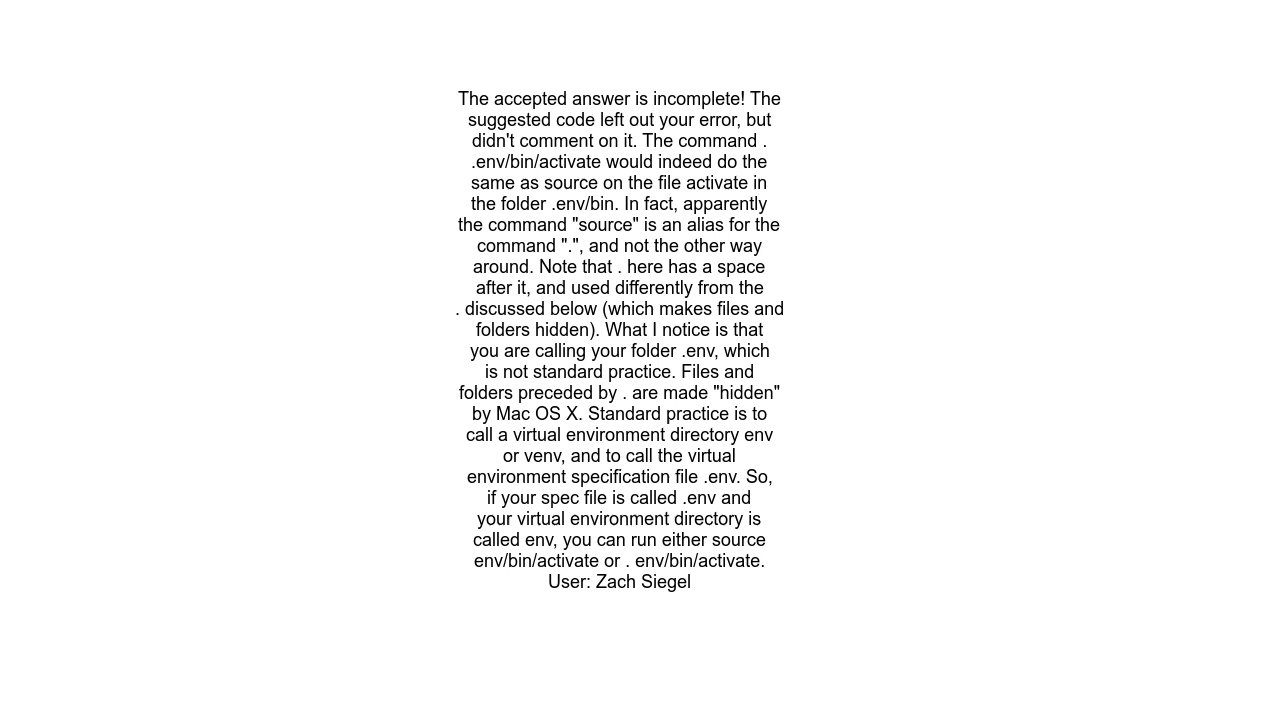 The accepted answer is incomplete! The
suggested code left out your error, but
didn't comment on it. The command .
.env/bin/activate would indeed do the
same as source on the file activate in
the folder .env/bin. In fact, apparently
the command "source" is an alias for the
command ".", and not the other way
around. Note that . here has a space
after it, and used differently from the
. discussed below (which makes files and
folders hidden). What I notice is that
you are calling your folder .env, which
is not standard practice. Files and
folders preceded by . are made "hidden"
by Mac OS X. Standard practice is to
call a virtual environment directory env
or venv, and to call the virtual
environment specification file .env. So,
if your spec file is called .env and
your virtual environment directory is
called env, you can run either source
env/bin/activate or . env/bin/activate.
User: Zach Siegel